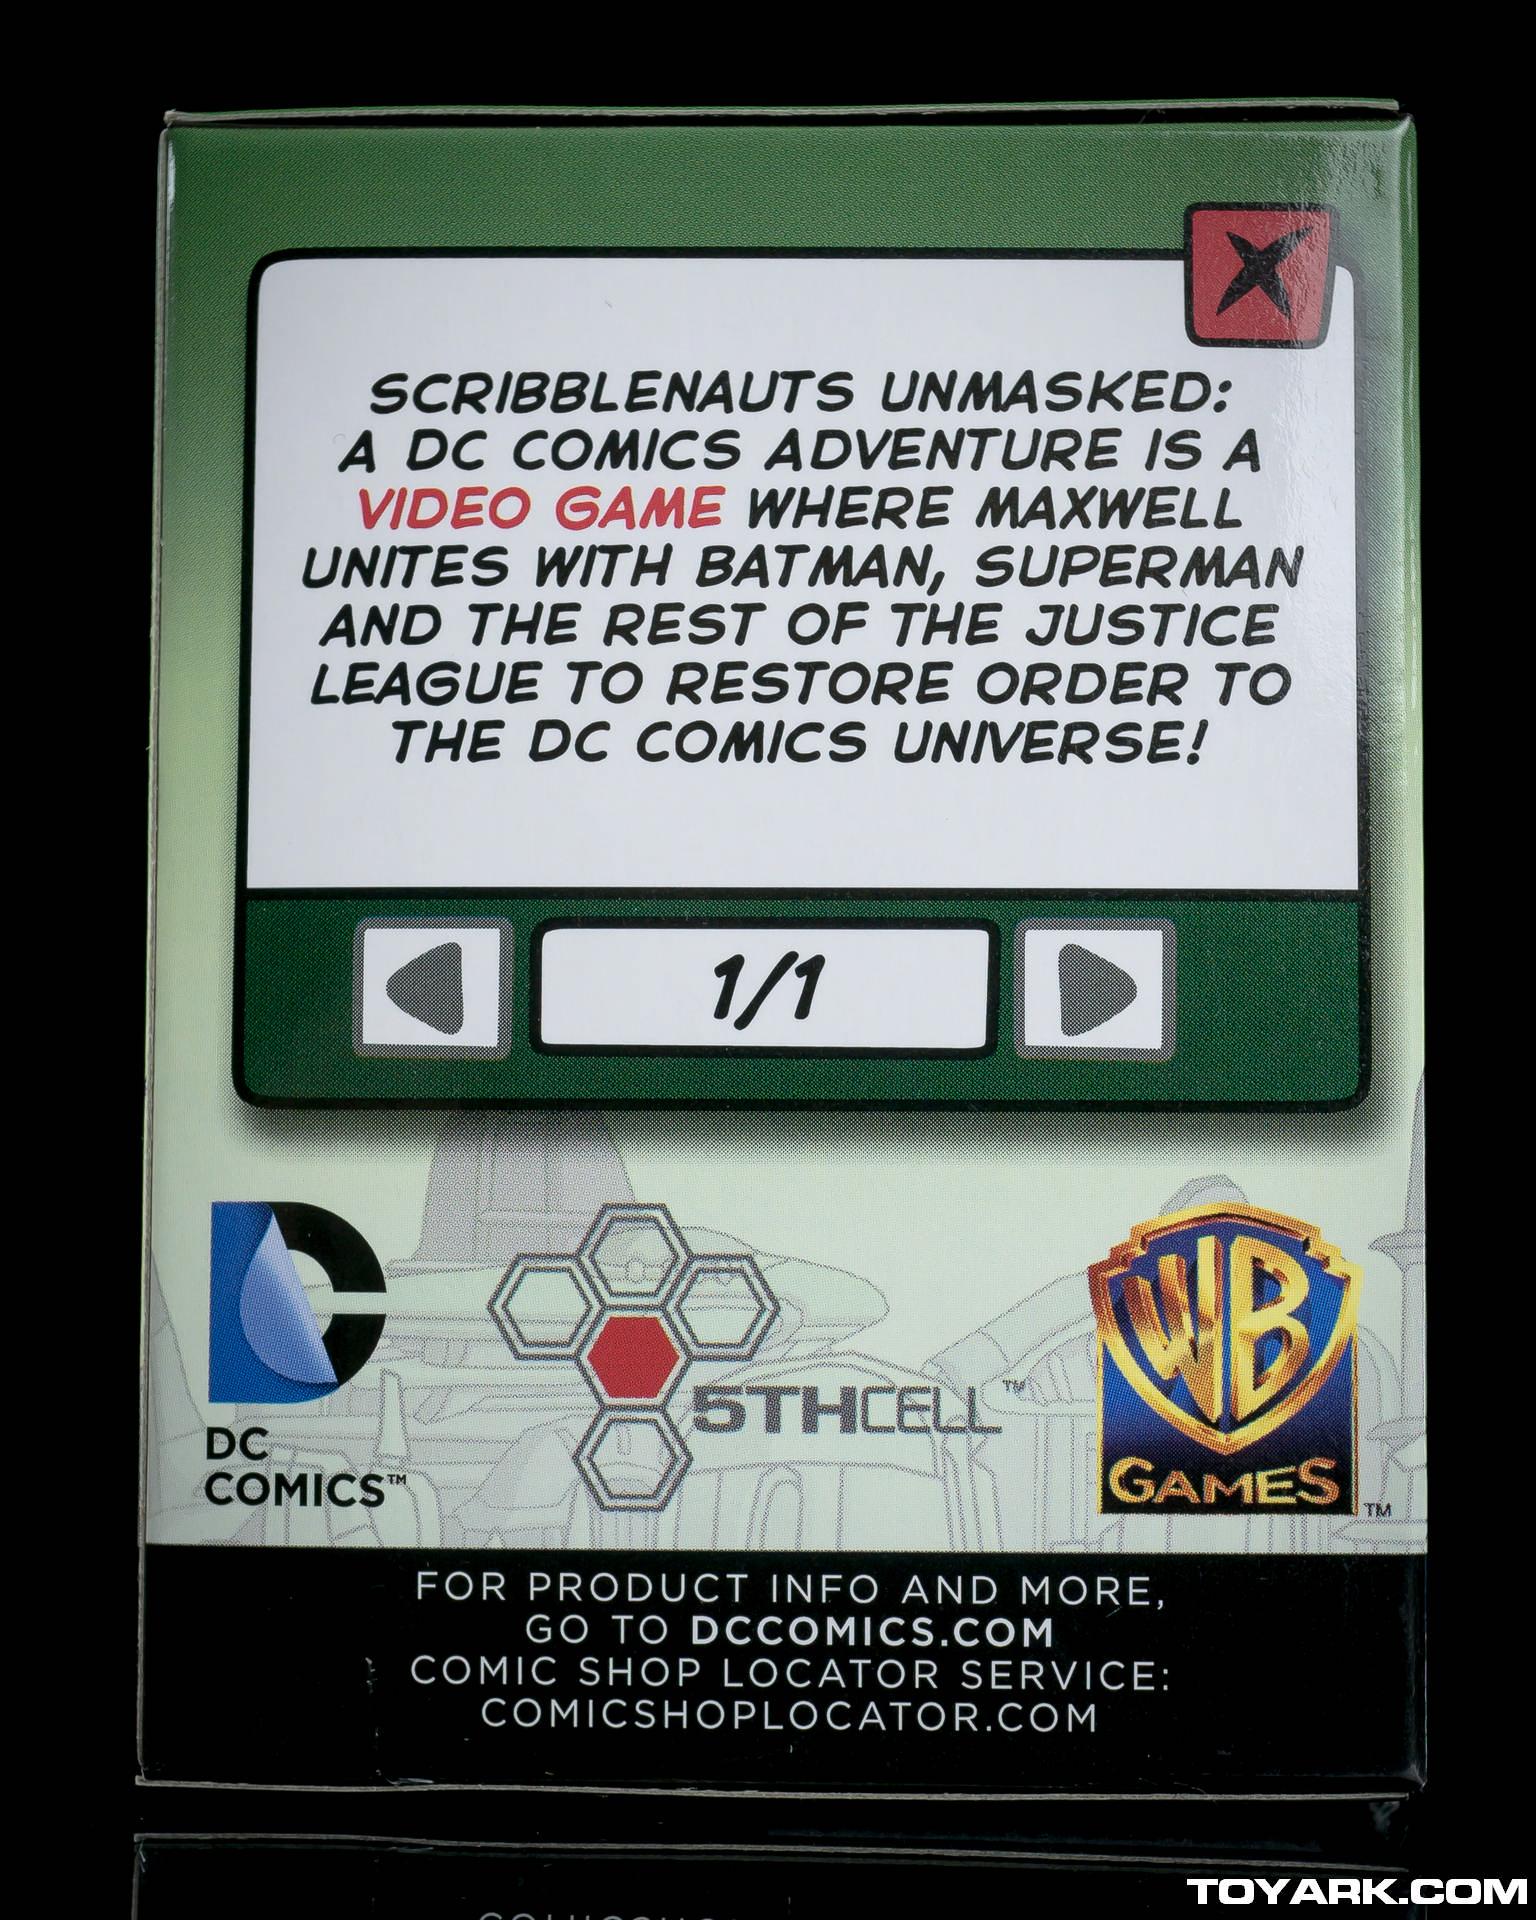 SCRIBBLENAUTS UNMASKED:
A DC COMICS ADVENTURE IS A
VIDEO GAME WHERE MAXWELL
UNITES WITH BATMAN, SUPERMAN
AND THE REST OF THE JUSTICE
LEAGUE TO RESTORE ORDER TO
THE DC COMICS UNIVERSE!
1/1
DC
COMICS™
5TH CELL™
WB
GAMES™
FOR PRODUCT INFO AND MORE,
GO TO DCCOMICS.COM
COMIC SHOP LOCATOR SERVICE:
COMICSHOPLOCATOR.COM
TOYARK.COM